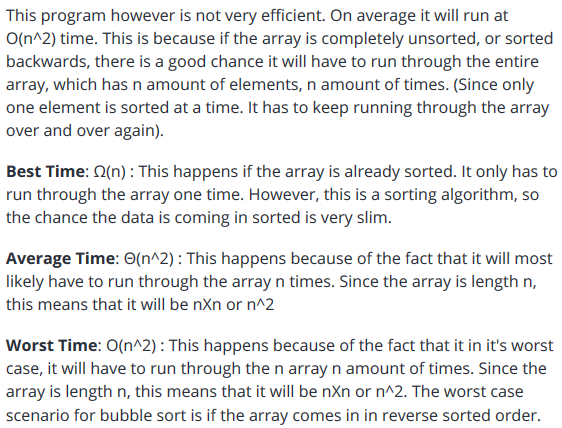 This program however is not very efficient. On average it will run at
O(n^2) time. This is because if the array is completely unsorted, or sorted
backwards, there is a good chance it will have to run through the entire
array, which has n amount of elements, n amount of times. (Since only
one element is sorted at a time. It has to keep running through the array
over and over again).
Best Time: Ω(n) : This happens if the array is already sorted. It only has to
run through the array one time. However, this is a sorting algorithm, so
the chance the data is coming in sorted is very slim.
Average Time: Θ(n^2) : This happens because of the fact that it will most
likely have to run through the array n times. Since the array is length n,
this means that it will be nXn or n^2
Worst Time: O(n^2) : This happens because of the fact that it in it's worst
case, it will have to run through the n array n amount of times. Since the
array is length n, this means that it will be nXn or n^2. The worst case
scenario for bubble sort is if the array comes in in reverse sorted order.